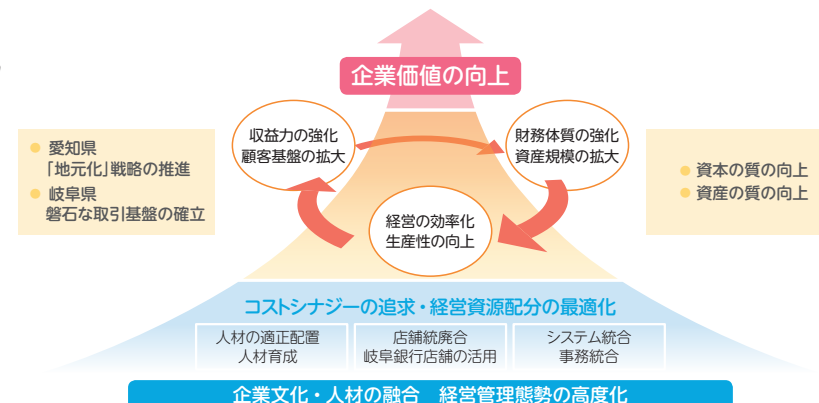 企業価値の向上
収益力の強化
顧客基盤の拡大
財務体質の強化
資産規模の拡大
● 愛知県
「地元化」戦略の推進
● 岐阜県
磐石な取引基盤の確立
● 資本の質の向上
● 資産の質の向上
経営の効率化
生産性の向上
コストシナジーの追求・経営資源配分の最適化
人材の適正配置
人材育成
店舗統廃合
岐阜銀行店舗の活用
システム統合
事務統合
企業文化・人材の融合　経営管理態勢の高度化